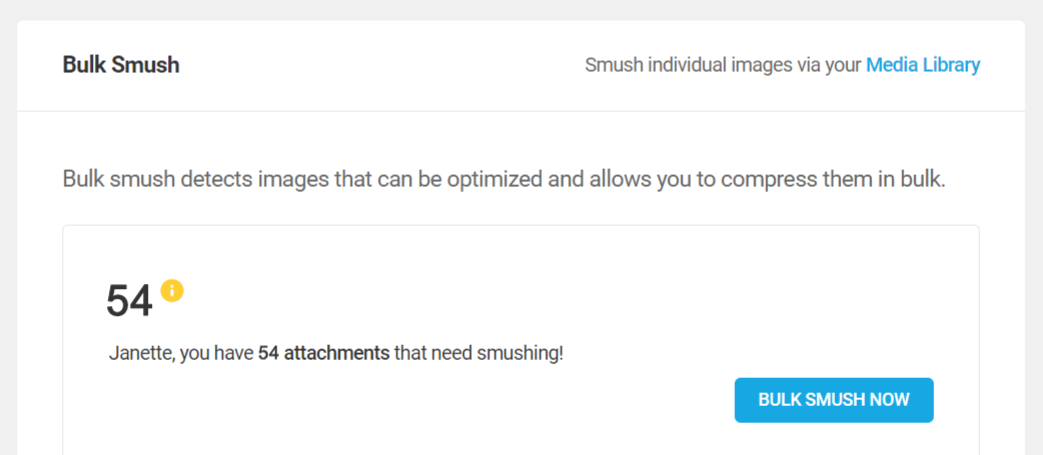 Bulk Smush
Smush individual images via your Media Library
Bulk smush detects images that can be optimized and allows you to compress them in bulk.
54
Janette, you have 54 attachments that need smushing!
BULK SMUSH NOW